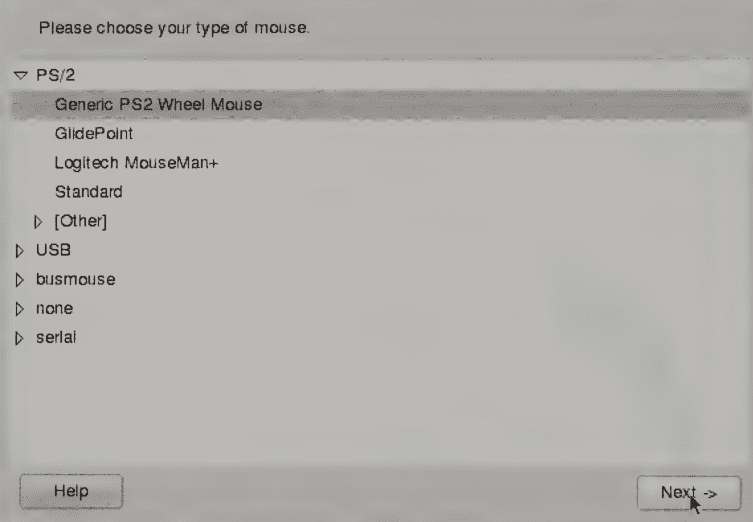 Please choose your type of mouse.
PS/2
Generic PS2 Wheel Mouse
GlidePoint
Logitech MouseMan+
Standard
[Other]
USB
busmouse
none
serial
Help
Next ->